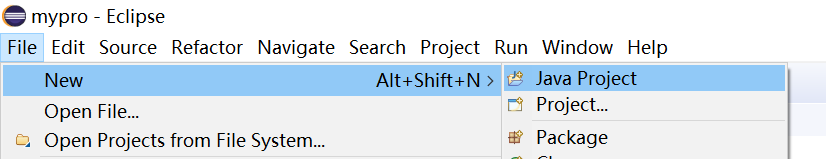 mypro - Eclipse
File Edit Source Refactor Navigate Search Project Run Window Help
New Alt+Shift+N > Java Project
Open File... Project...
Open Projects from File System... Package